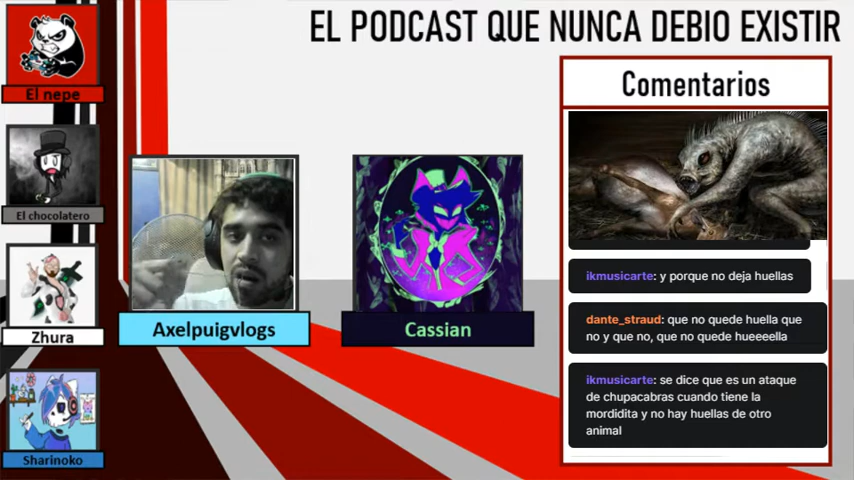 EL PODCAST QUE NUNCA DEBIO EXISTIR
El nepe
El chocolatero
Zhura
Sharinoko
Axelpuigvlogs
Cassian
Comentarios
ikmusicarte: y porque no deja huellas
dante_straud: que no quede huella que
no y que no, que no quede hueeeella
ikmusicarte: se dice que es un ataque
de chupacabras cuando tiene la
mordidita y no hay huellas de otro
animal